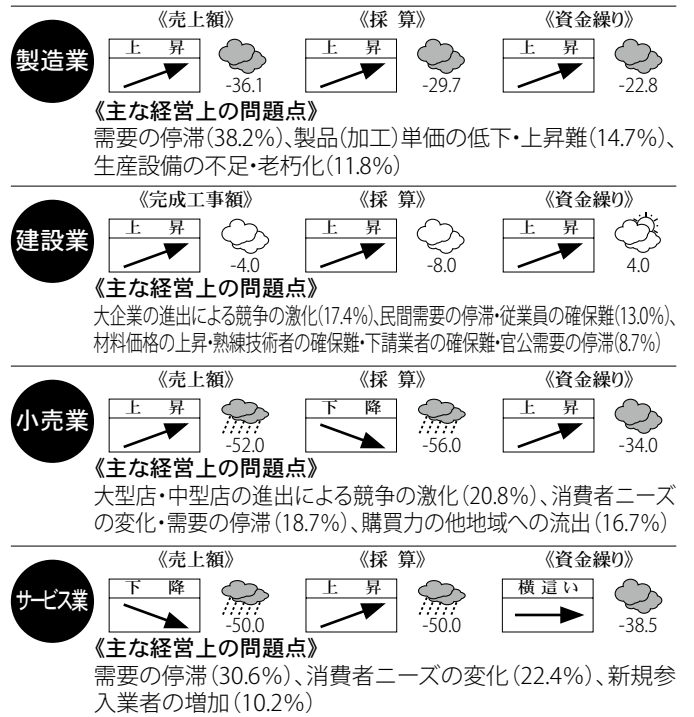 《売上額》 《採 算》 《資金繰り》
製造業
上 昇 -36.1 上 昇 -29.7 上 昇 -22.8
《主な経営上の問題点》
需要の停滞(38.2%)、製品(加工)単価の低下・上昇難(14.7%)、
生産設備の不足・老朽化(11.8%)
《完成工事額》 《採 算》 《資金繰り》
建設業
上 昇 -4.0 上 昇 -8.0 上 昇 4.0
《主な経営上の問題点》
大企業の進出による競争の激化(17.4%)、民間需要の停滞・従業員の確保難(13.0%)、
材料価格の上昇・熟練技術者の確保難・下請業者の確保難・官公需要の停滞(8.7%)
《売上額》 《採 算》 《資金繰り》
小売業
上 昇 -52.0 下 降 -56.0 上 昇 -34.0
《主な経営上の問題点》
大型店・中型店の進出による競争の激化(20.8%)、消費者ニーズ
の変化・需要の停滞(18.7%)、購買力の他地域への流出(16.7%)
《売上額》 《採 算》 《資金繰り》
サービス業
下 降 -50.0 上 昇 -50.0 横這い -38.5
《主な経営上の問題点》
需要の停滞(30.6%)、消費者ニーズの変化(22.4%)、新規参
入業者の増加(10.2%)